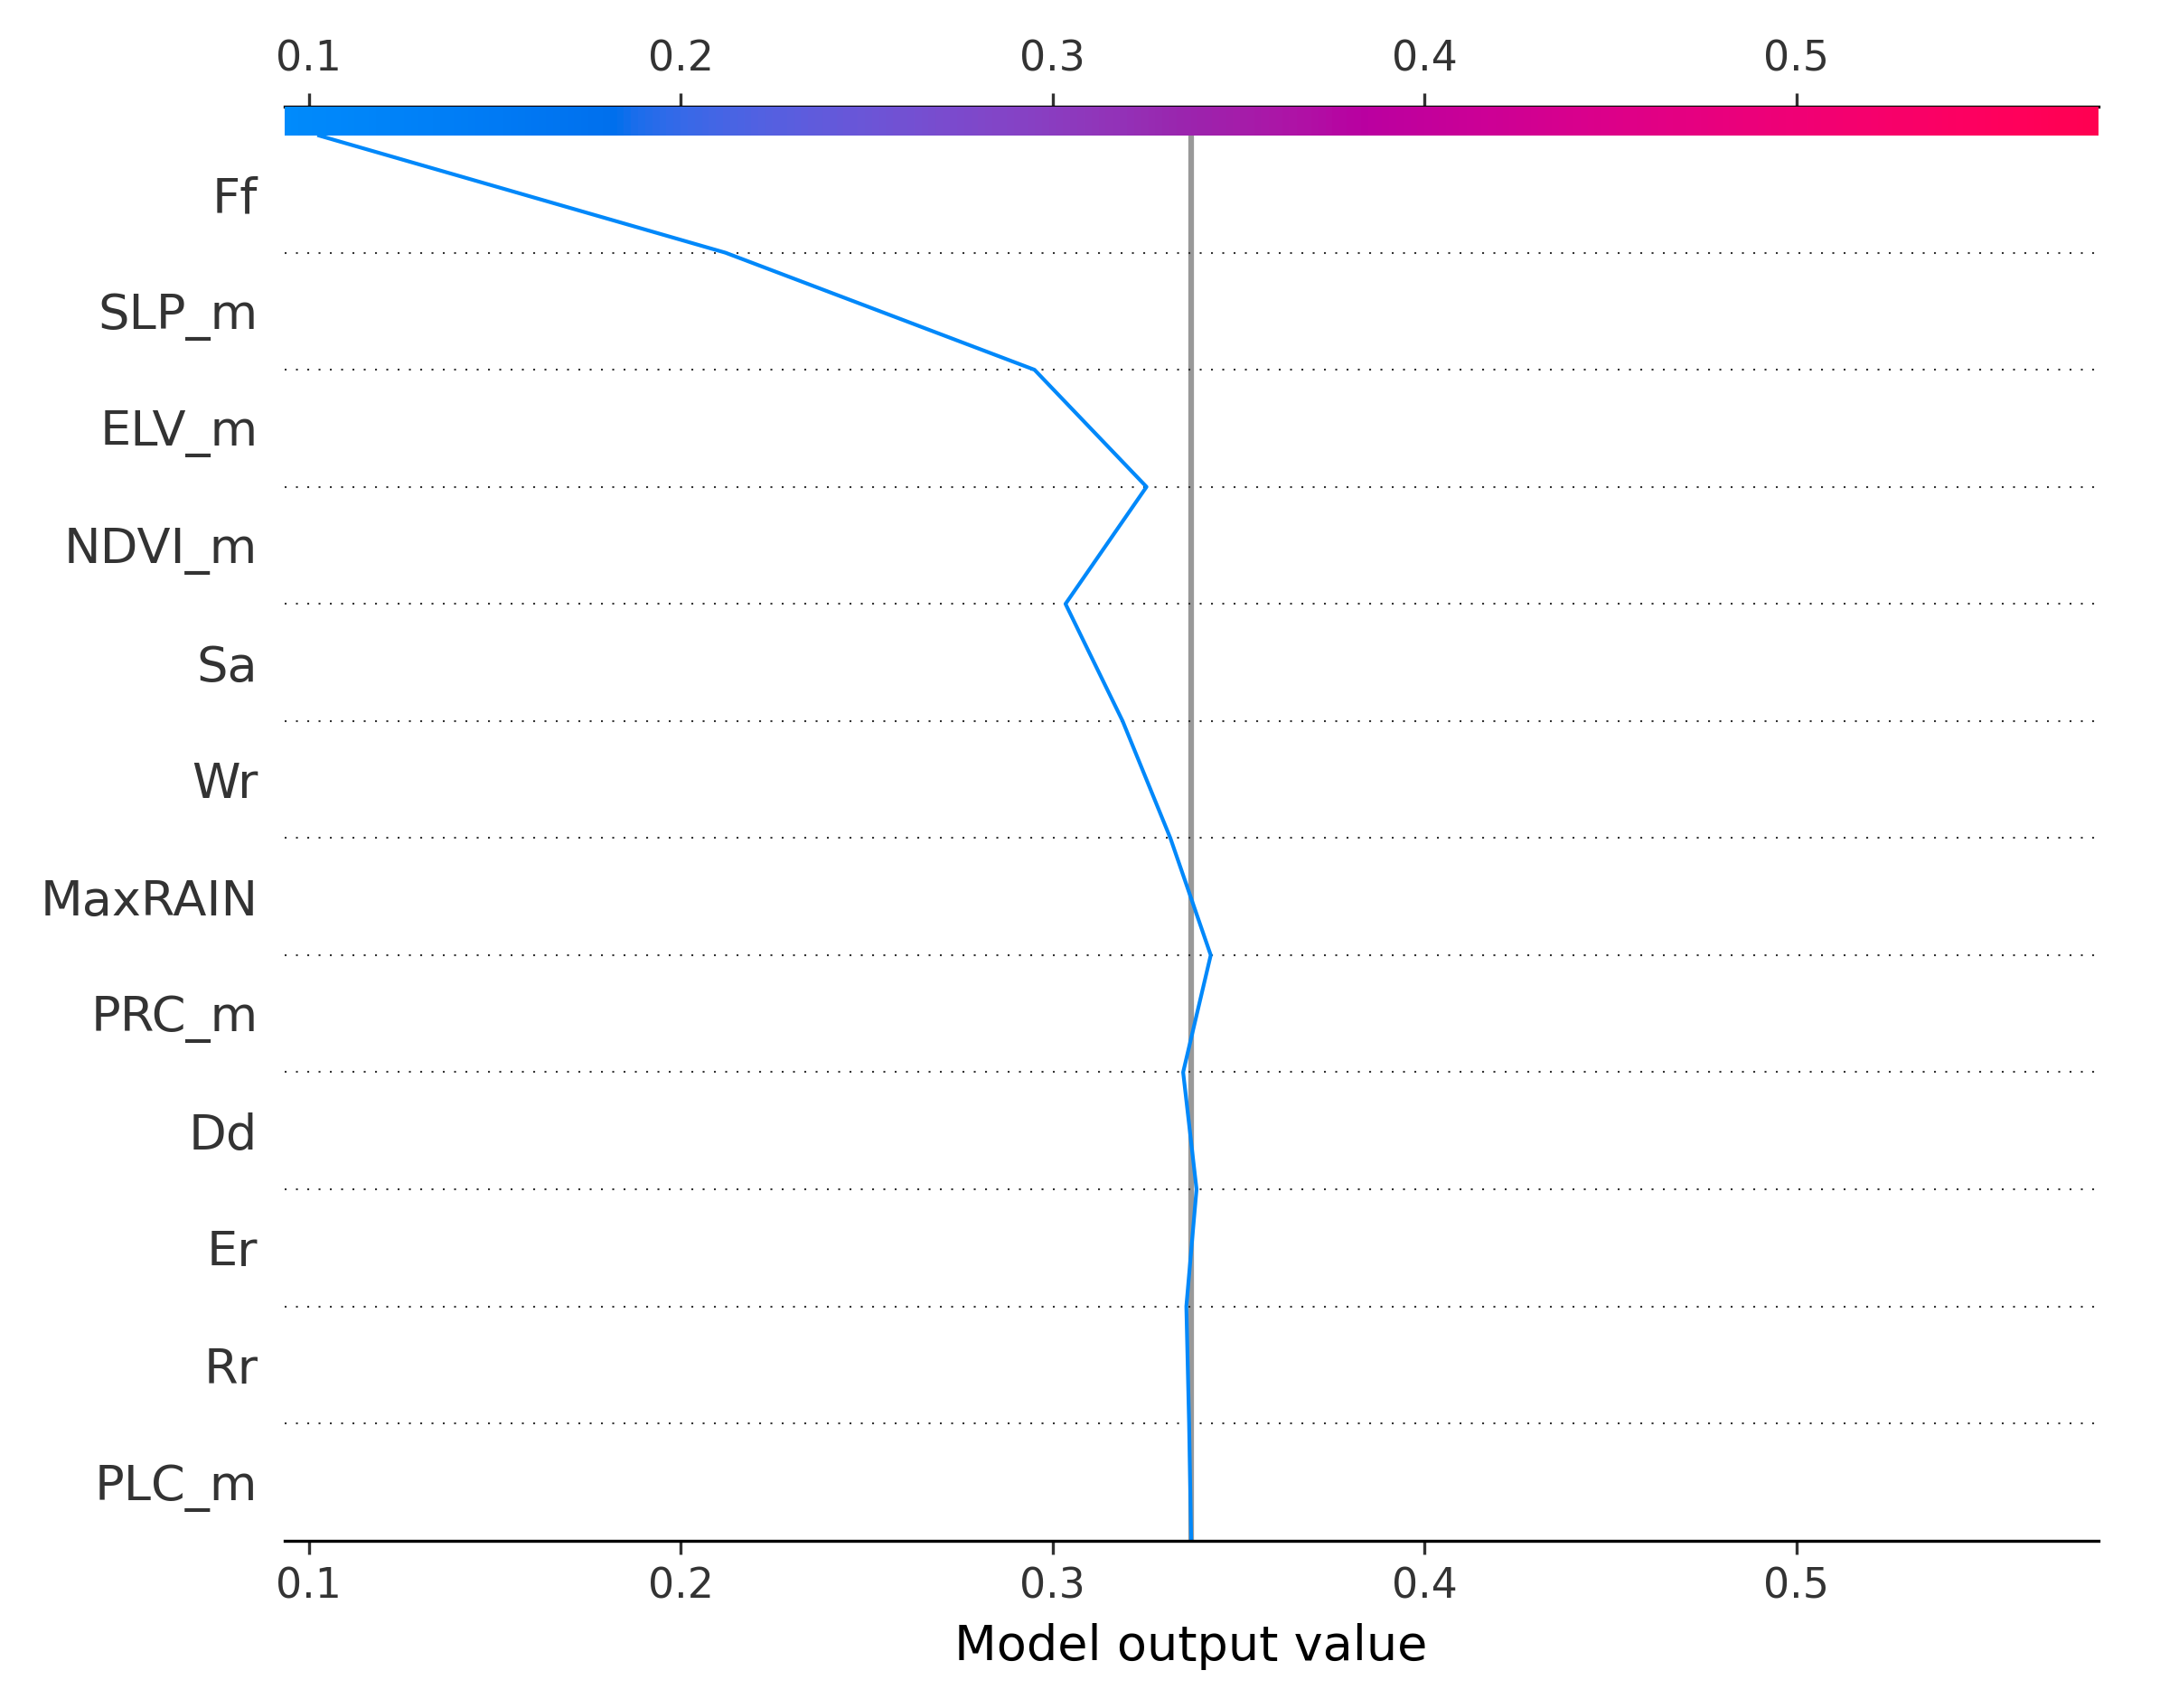 0.1 0.2 0.3 0.4 0.5
Ff
SLP_m
ELV_m
NDVI_m
Sa
Wr
MaxRAIN
PRC_m
Dd
Er
Rr
PLC_m
0.1 0.2 0.3 0.4 0.5
Model output value